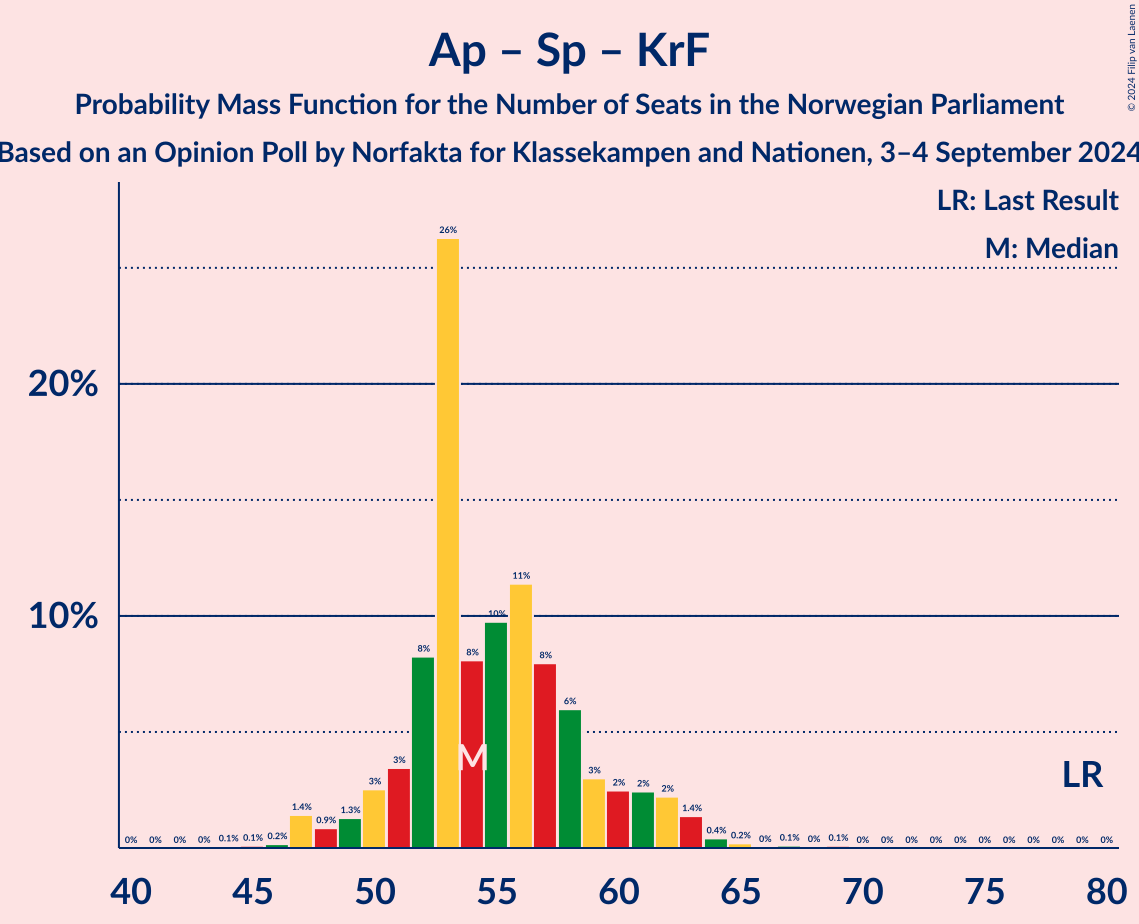 © 2024 Filip van Laenen
Ap – Sp – KrF
Probability Mass Function for the Number of Seats in the Norwegian Parliament
Based on an Opinion Poll by Norfakta for Klassekampen and Nationen, 3–4 September 2024
LR: Last Result
M: Median
20%
10%
0% 0% 0% 0% 0.1% 0.1% 0.2% 1.4% 0.9% 1.3% 3% 3% 8% 26% 8% 10% 11% 8% 6% 3% 2% 2% 2% 1.4% 0.4% 0.2% 0% 0.1% 0% 0.1% 0% 0% 0% 0% 0% 0% 0% 0% 0% 0% 0%
M
LR
40 45 50 55 60 65 70 75 80